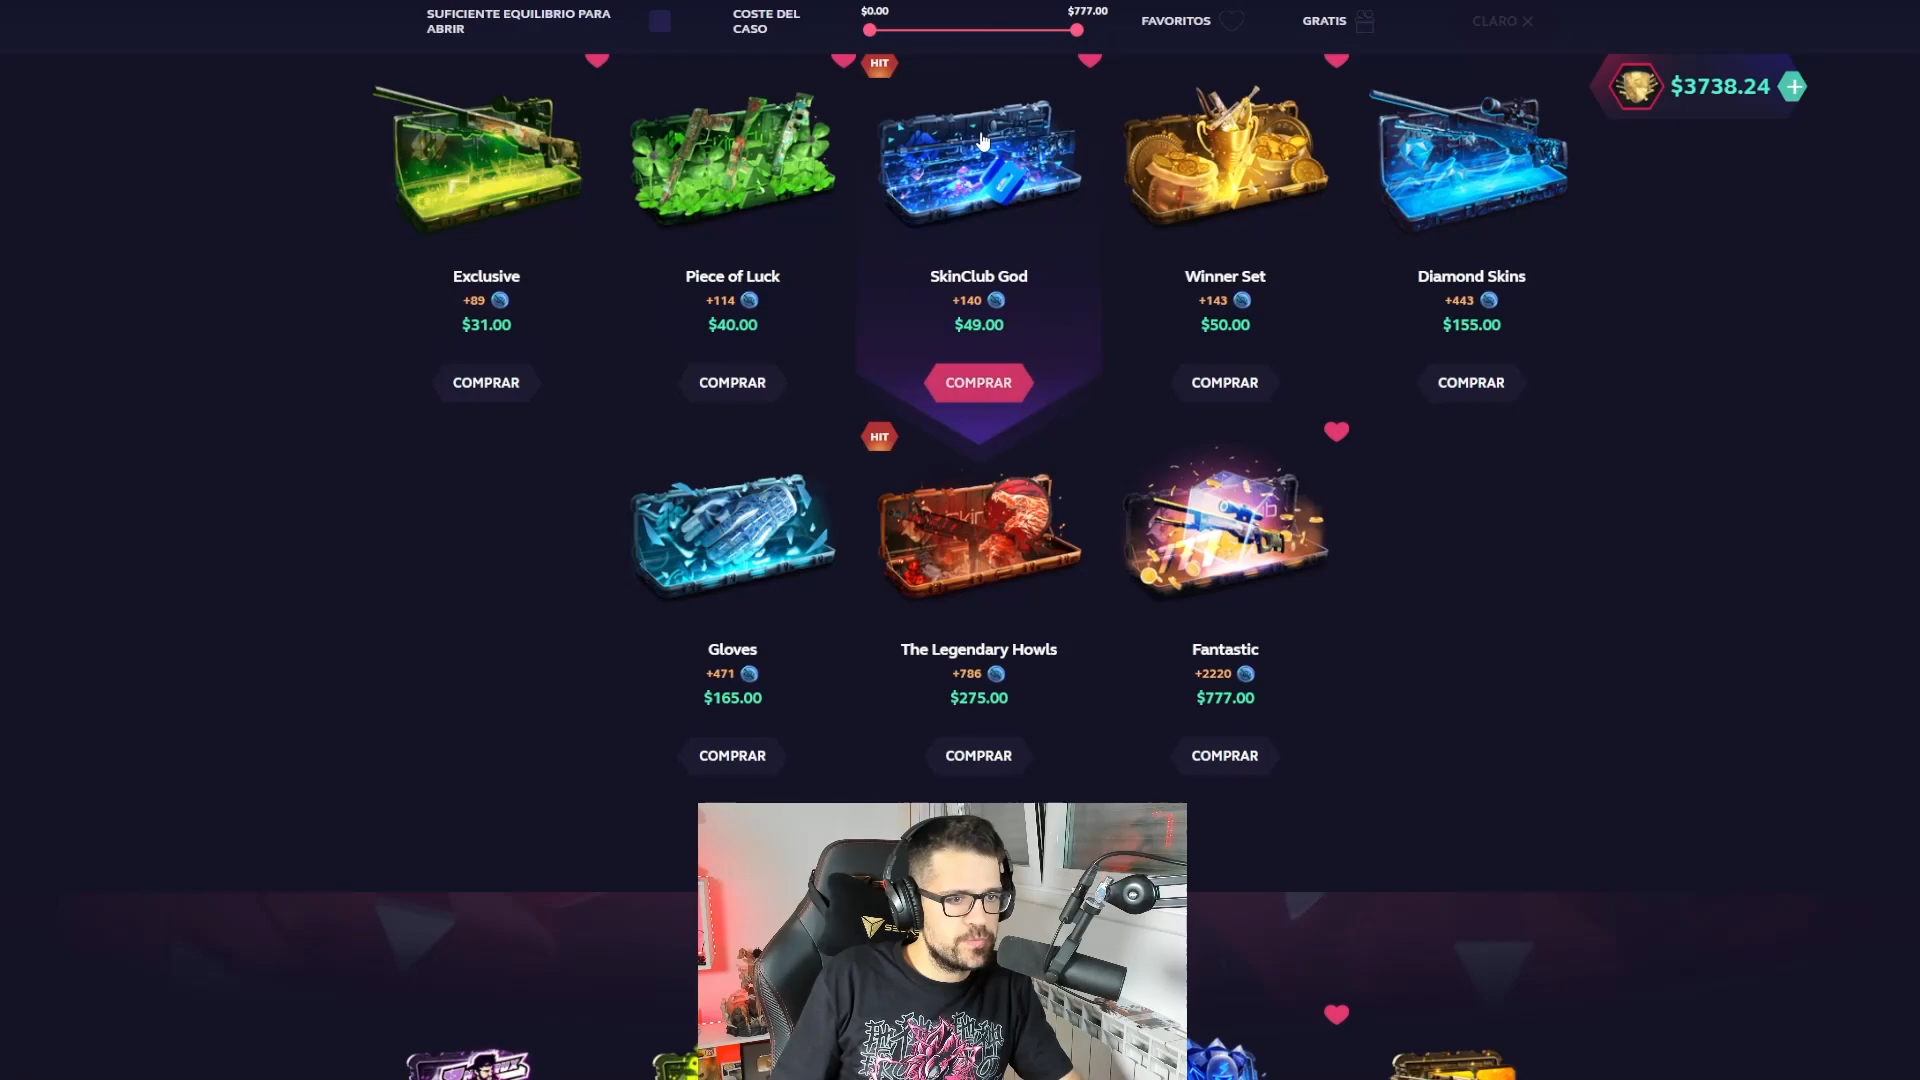 SUFICIENTE EQUILIBRIO PARA
ABRIR
COSTE DEL
CASO
$0.00
$777.00
FAVORITOS
GRATIS
CLARO
HIT
$3738.24
Exclusive
+89
$31.00
COMPRAR
Piece of Luck
+114
$40.00
COMPRAR
SkinClub God
+140
$49.00
COMPRAR
Winner Set
+143
$50.00
COMPRAR
Diamond Skins
+443
$155.00
COMPRAR
Gloves
+471
$165.00
COMPRAR
HIT
The Legendary Howls
+786
$275.00
COMPRAR
Fantastic
+2220
$777.00
COMPRAR